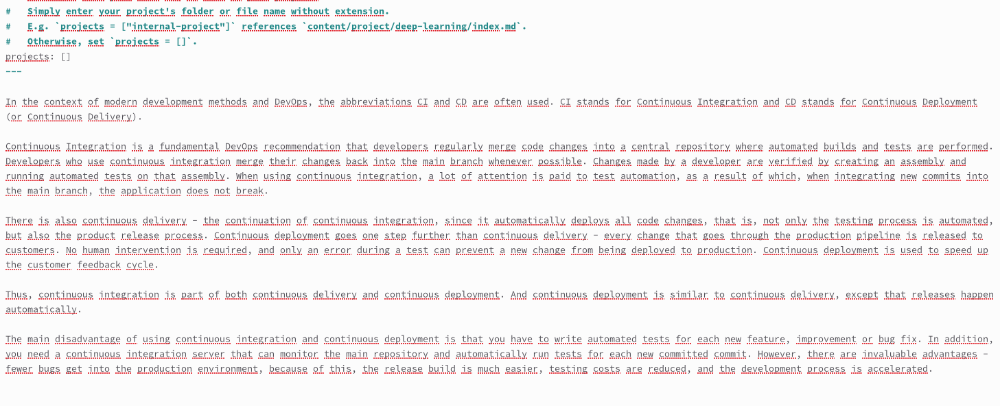 #   Simply enter your project's folder or file name without extension.
#   E.g. `projects = ["internal-project"]` references `content/project/deep-learning/index.md`.
#   Otherwise, set `projects = []`.
projects: []
---
In the context of modern development methods and DevOps, the abbreviations CI and CD are often used. CI stands for Continuous Integration and CD stands for Continuous Deployment
(or Continuous Delivery).
Continuous Integration is a fundamental DevOps recommendation that developers regularly merge code changes into a central repository where automated builds and tests are performed.
Developers who use continuous integration merge their changes back into the main branch whenever possible. Changes made by a developer are verified by creating an assembly and
running automated tests on that assembly. When using continuous integration, a lot of attention is paid to test automation, as a result of which, when integrating new commits into
the main branch, the application does not break.
There is also continuous delivery – the continuation of continuous integration, since it automatically deploys all code changes, that is, not only the testing process is automated,
but also the product release process. Continuous deployment goes one step further than continuous delivery – every change that goes through the production pipeline is released to
customers. No human intervention is required, and only an error during a test can prevent a new change from being deployed to production. Continuous deployment is used to speed up
the customer feedback cycle.
Thus, continuous integration is part of both continuous delivery and continuous deployment. And continuous deployment is similar to continuous delivery, except that releases happen
automatically.
The main disadvantage of using continuous integration and continuous deployment is that you have to write automated tests for each new feature, improvement or bug fix. In addition,
you need a continuous integration server that can monitor the main repository and automatically run tests for each new committed commit. However, there are invaluable advantages –
fewer bugs get into the production environment, because of this, the release build is much easier, testing costs are reduced, and the development process is accelerated.